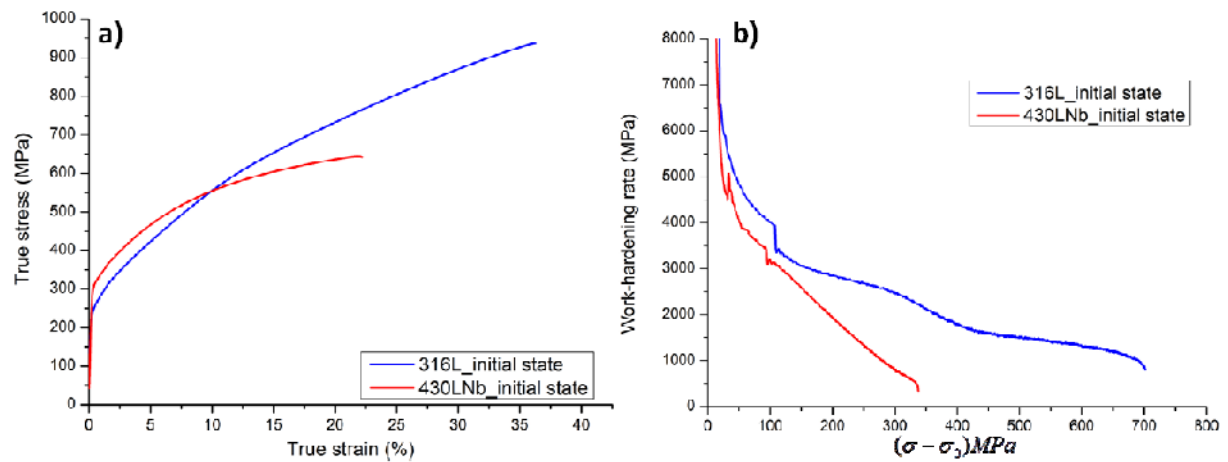 a)
1000
900
800
700
600
500
400
300
200
100
0
True stress (MPa)
316L_initial state
430LNb_initial state
0 5 10 15 20 25 30 35 40
True strain (%)
b)
8000
7000
6000
5000
4000
3000
2000
1000
0
Work-hardening rate (MPa)
316L_initial state
430LNb_initial state
0 100 200 300 400 500 600 700 800
(σ − σ₀)MPa